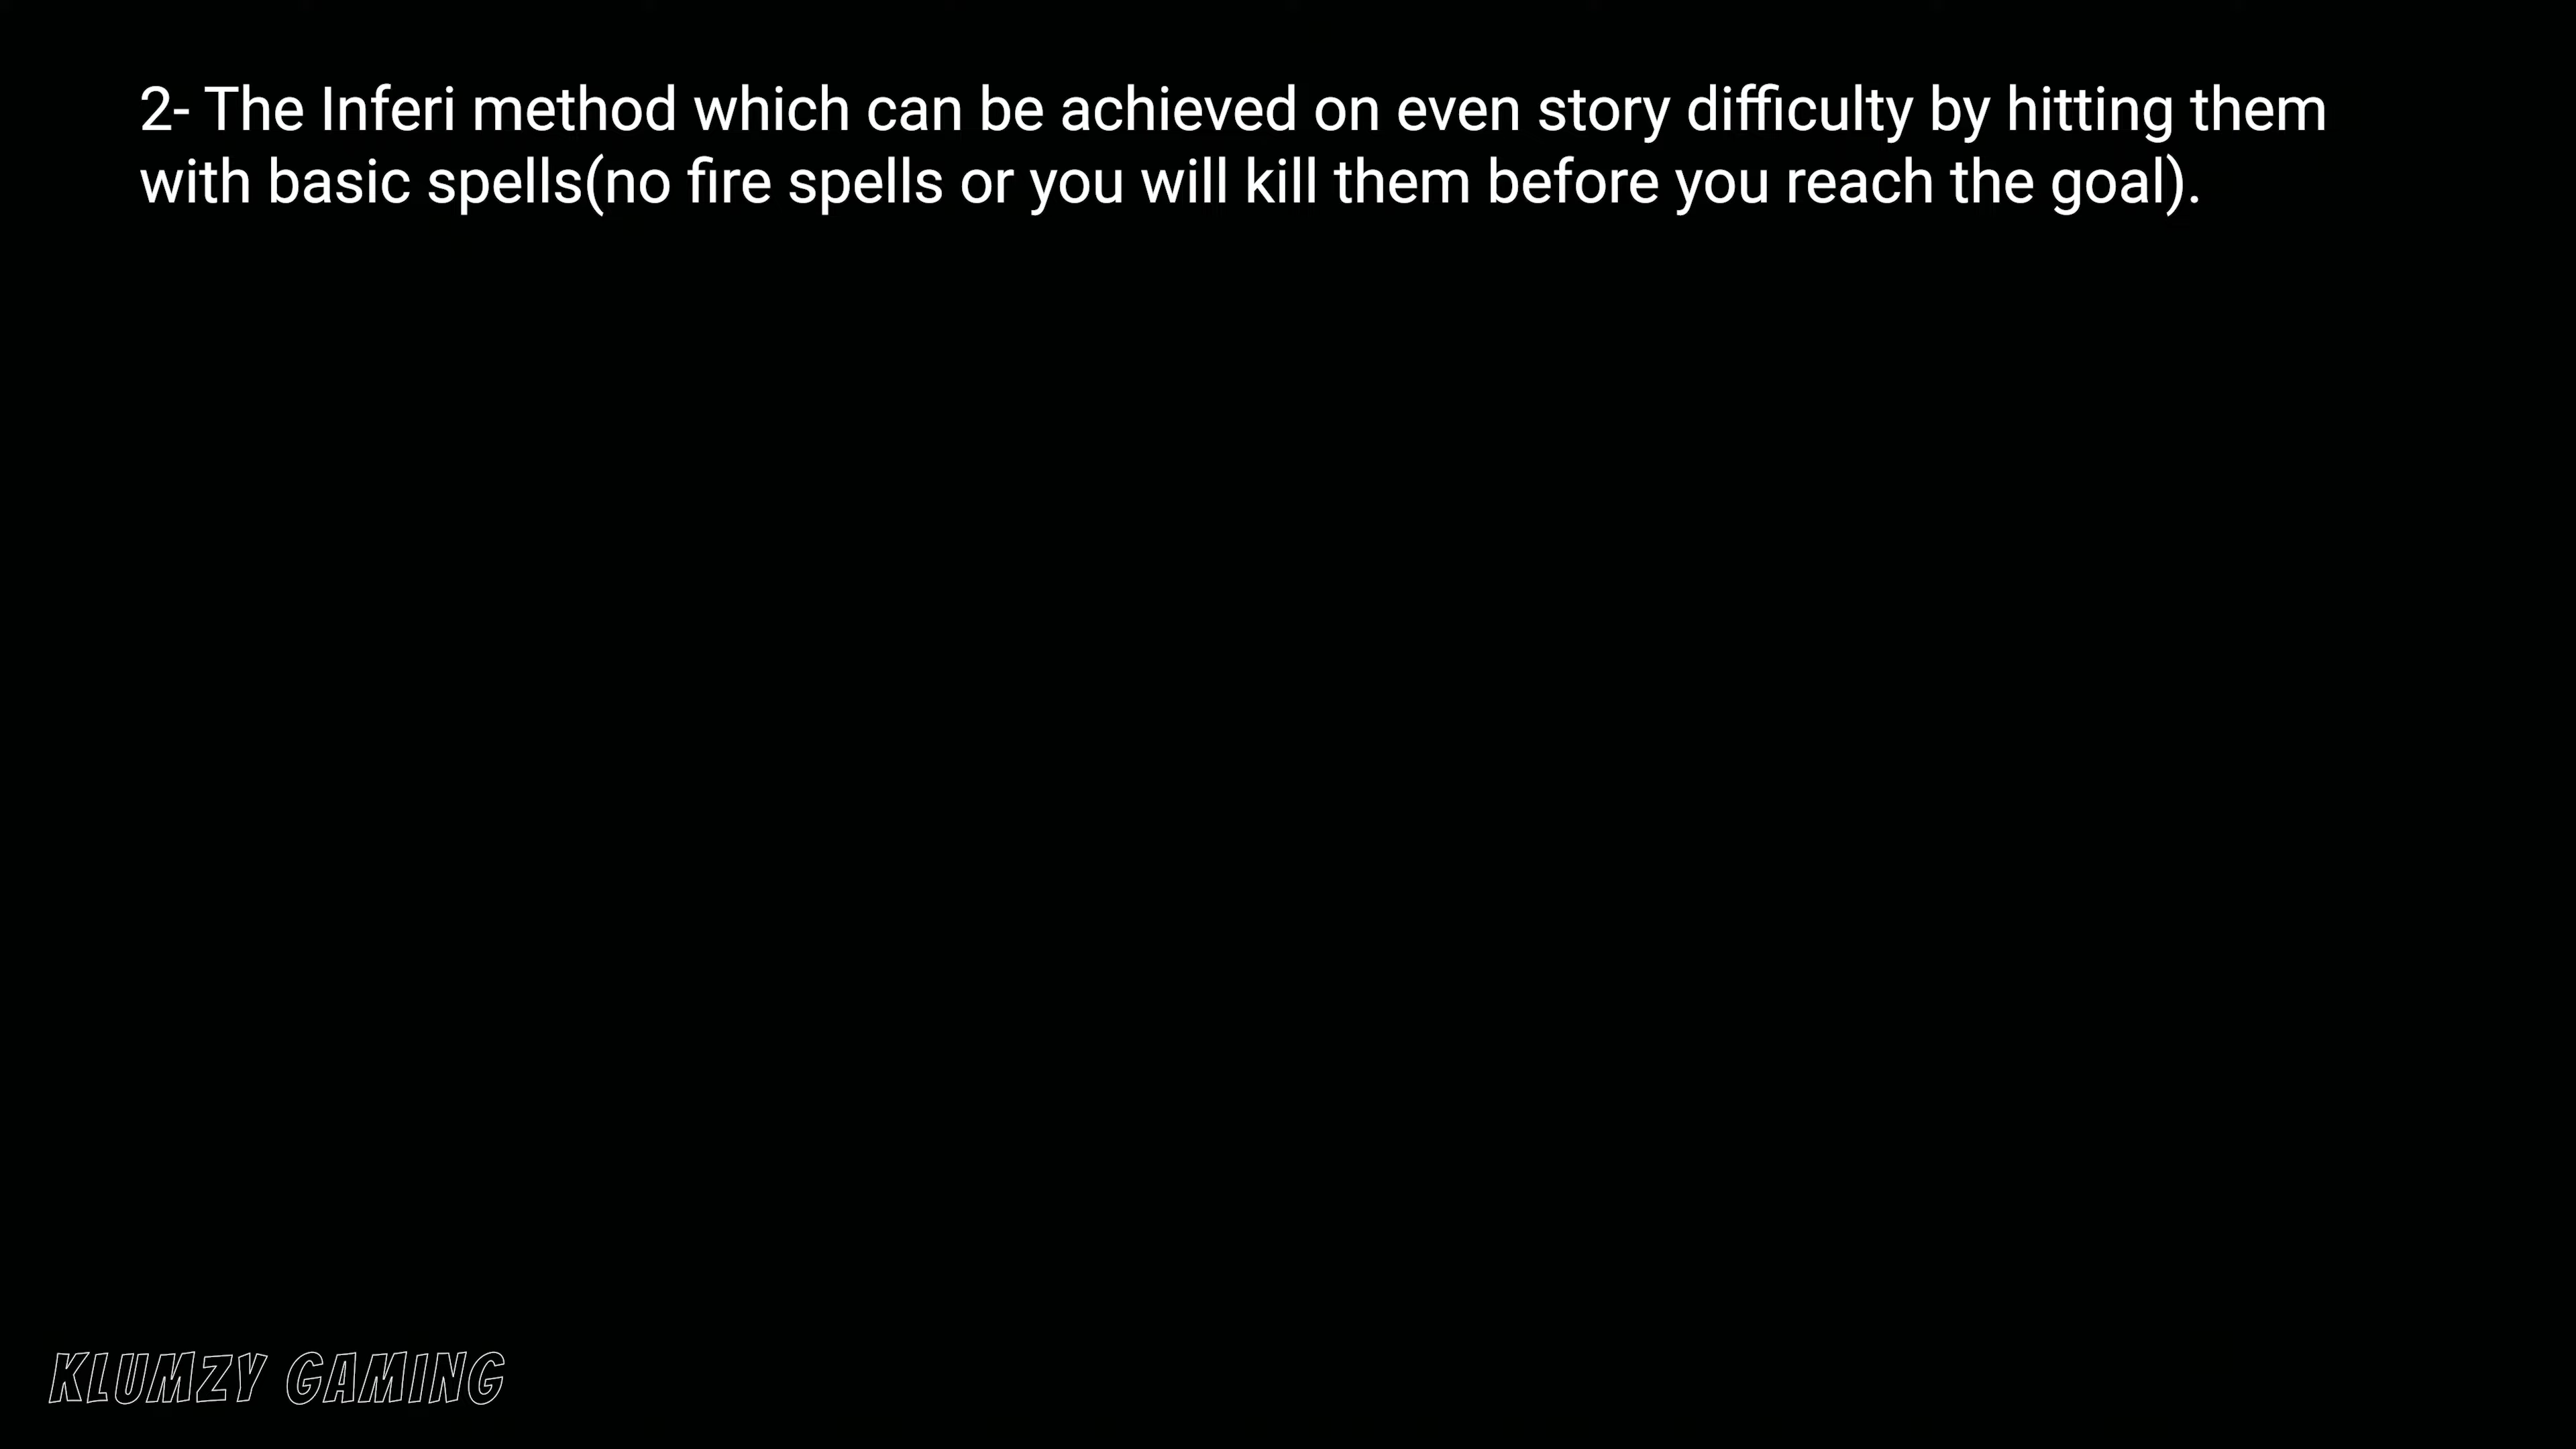 2- The Inferi method which can be achieved on even story difficulty by hitting them
with basic spells(no fire spells or you will kill them before you reach the goal).
KLUMZY GAMING